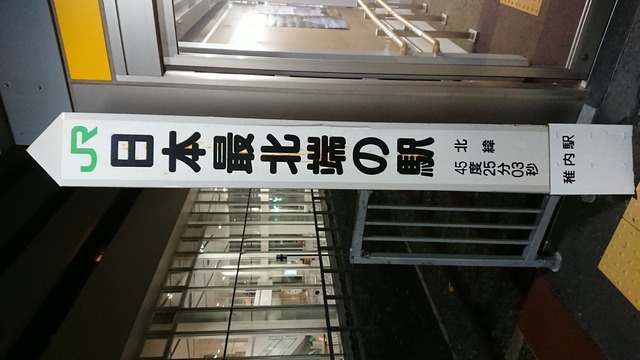 JR
日本最北端の駅
北緯
45度25分03秒
稚内駅